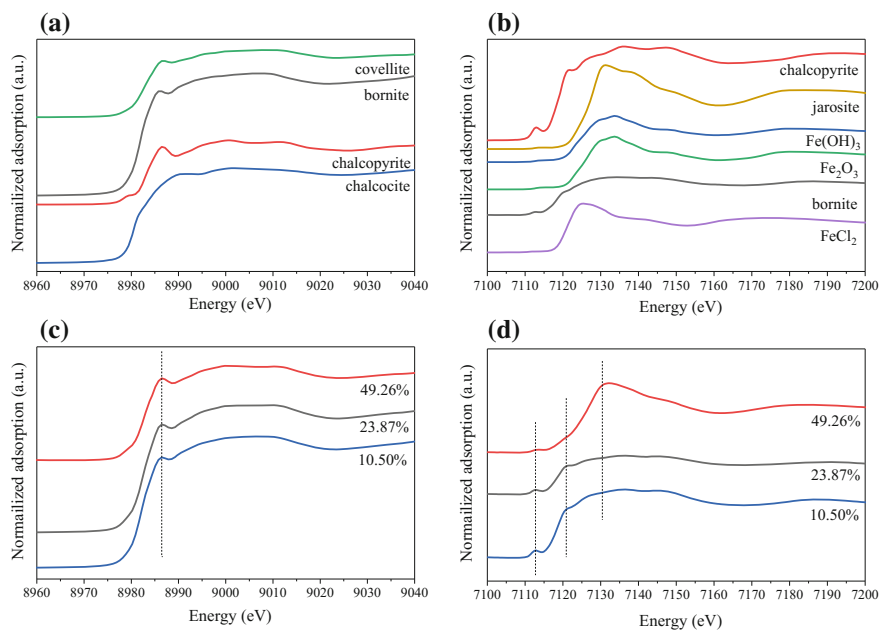 (a)
Normailized adsorption (a.u.)
covellite
bornite
chalcopyrite
chalcocite
8960 8970 8980 8990 9000 9010 9020 9030 9040
Energy (eV)
(b)
Normailized adsorption (a.u.)
chalcopyrite
jarosite
Fe(OH)3
Fe2O3
bornite
FeCl2
7100 7110 7120 7130 7140 7150 7160 7170 7180 7190 7200
Energy (eV)
(c)
Normailized adsorption (a.u.)
49.26%
23.87%
10.50%
8960 8970 8980 8990 9000 9010 9020 9030 9040
Energy (eV)
(d)
Normailized adsorption (a.u.)
49.26%
23.87%
10.50%
7100 7110 7120 7130 7140 7150 7160 7170 7180 7190 7200
Energy (eV)